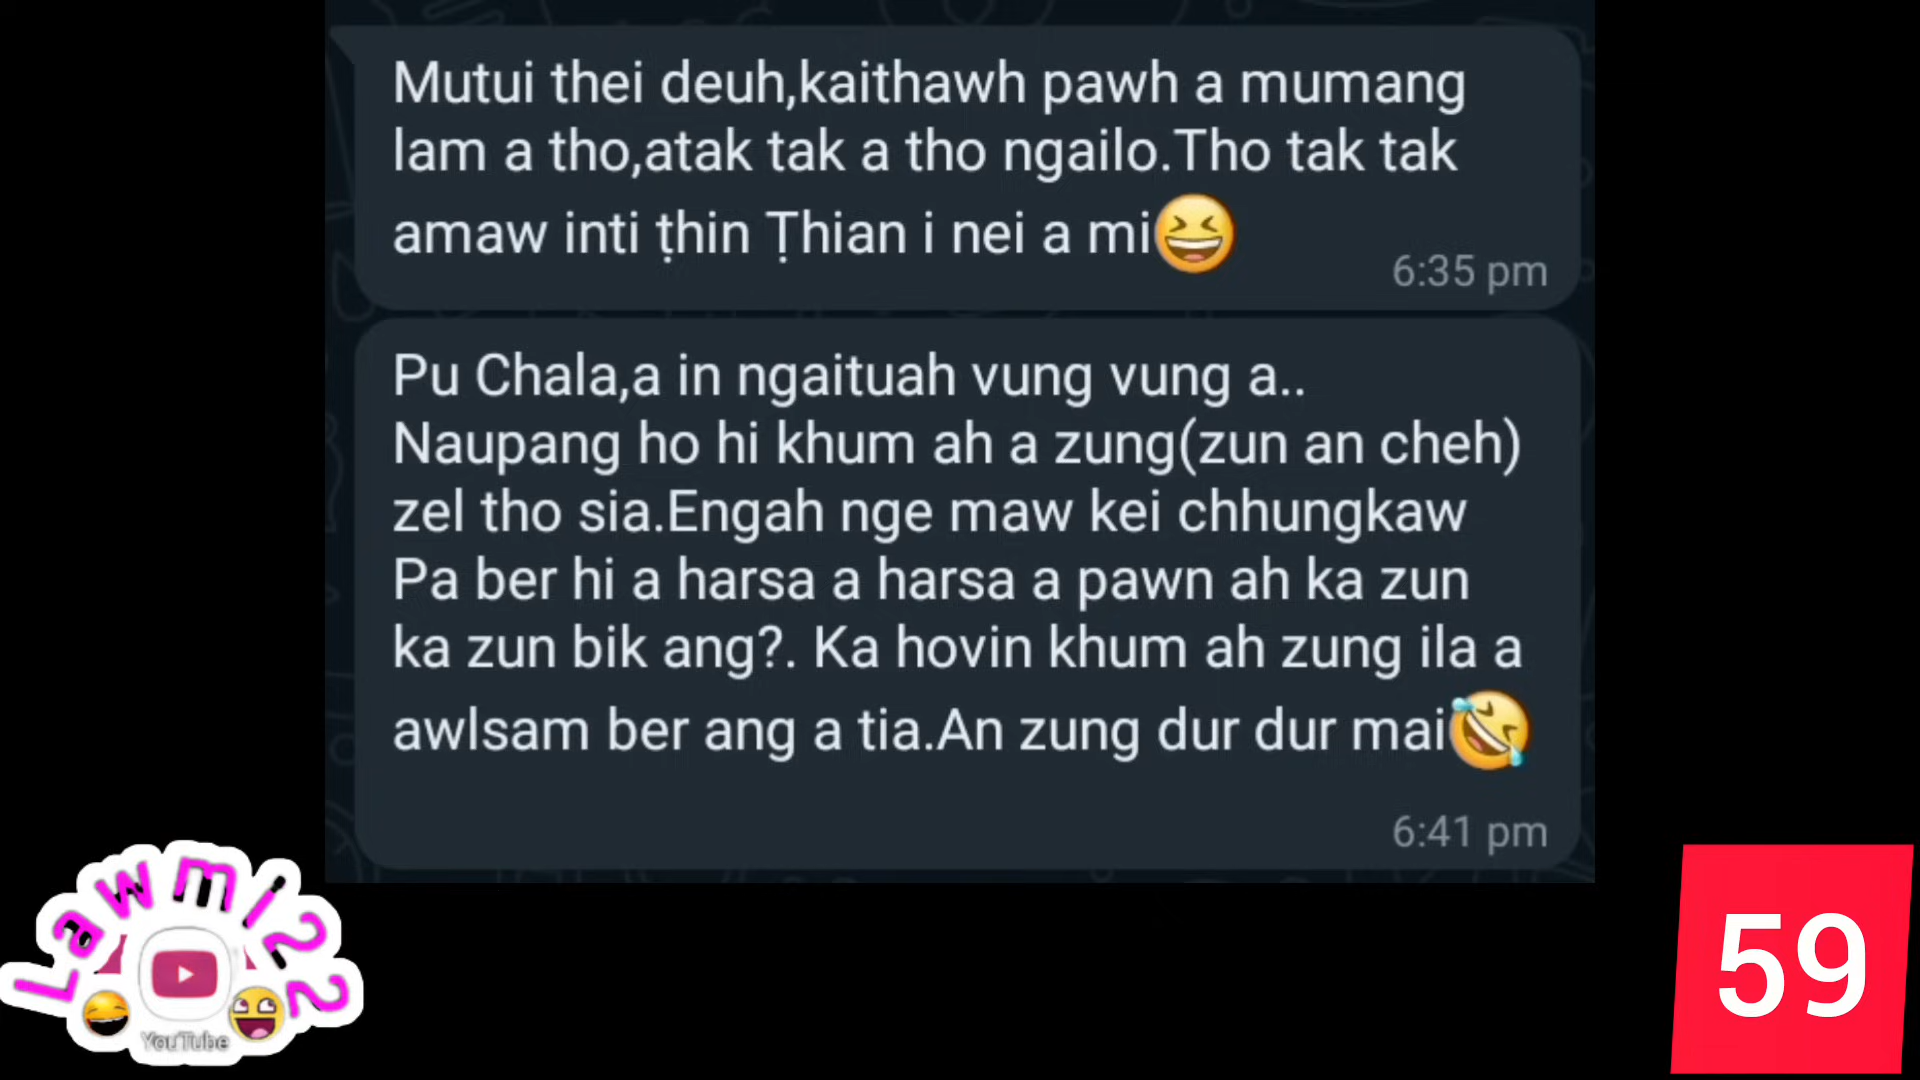 Mutui thei deuh,kaithawh pawh a mumang
lam a tho,atak tak a tho ngailo.Tho tak tak
amaw inti ṭhin Ṭhian i nei a mi😆
6:35 pm
Pu Chala,a in ngaituah vung vung a..
Naupang ho hi khum ah a zung(zun an cheh)
zel tho sia.Engah nge maw kei chhungkaw
Pa ber hi a harsa a harsa a pawn ah ka zun
ka zun bik ang?. Ka hovin khum ah zung ila a
awlsam ber ang a tia.An zung dur dur mai🤣
6:41 pm
Lawmi22
YouTube
59